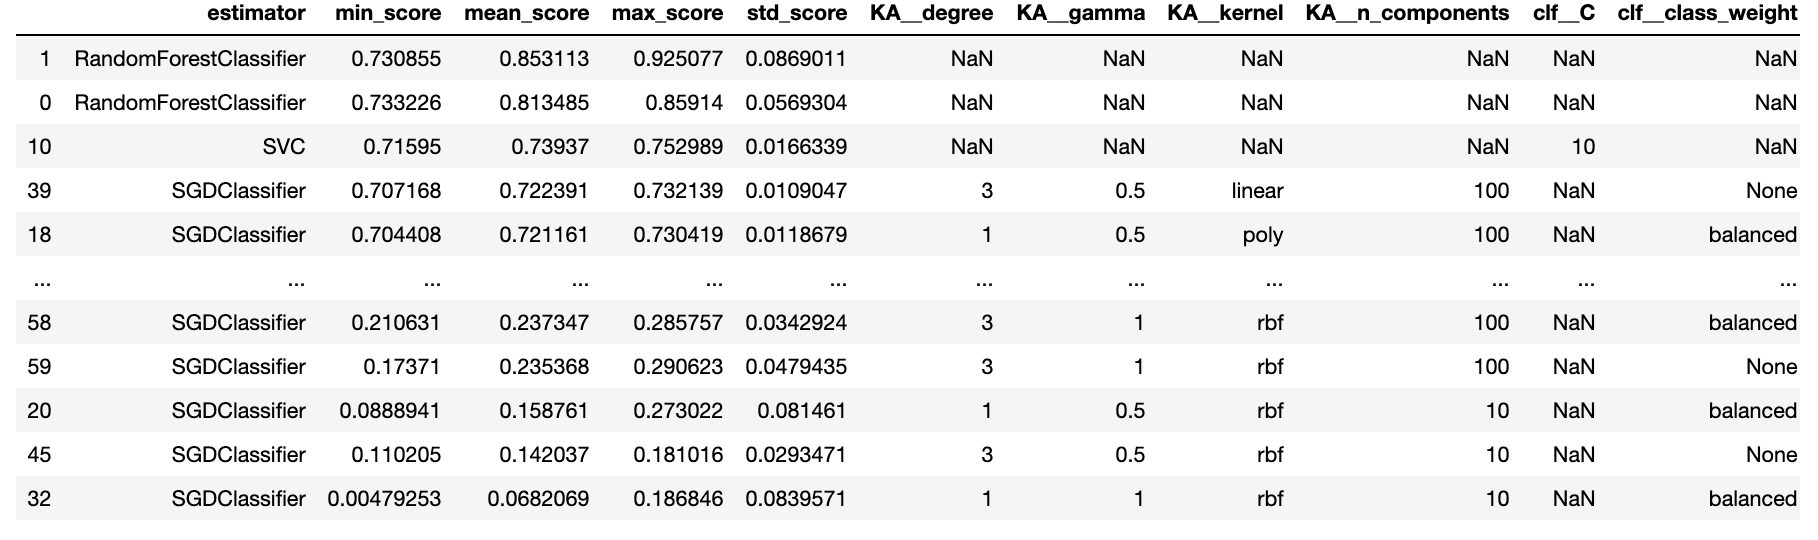 estimator min_score mean_score max_score std_score KA__degree KA__gamma KA__kernel KA__n_components clf__C clf__class_weight
1 RandomForestClassifier 0.730855 0.853113 0.925077 0.0869011 NaN NaN NaN NaN NaN NaN
0 RandomForestClassifier 0.733226 0.813485 0.85914 0.0569304 NaN NaN NaN NaN NaN NaN
10 SVC 0.71595 0.73937 0.752989 0.0166339 NaN NaN NaN NaN 10 NaN
39 SGDClassifier 0.707168 0.722391 0.732139 0.0109047 3 0.5 linear 100 NaN None
18 SGDClassifier 0.704408 0.721161 0.730419 0.0118679 1 0.5 poly 100 NaN balanced
... ... ... ... ... ... ... ... ... ... ... ...
58 SGDClassifier 0.210631 0.237347 0.285757 0.0342924 3 1 rbf 100 NaN balanced
59 SGDClassifier 0.17371 0.235368 0.290623 0.0479435 3 1 rbf 100 NaN None
20 SGDClassifier 0.0888941 0.158761 0.273022 0.081461 1 0.5 rbf 10 NaN balanced
45 SGDClassifier 0.110205 0.142037 0.181016 0.0293471 3 0.5 rbf 10 NaN None
32 SGDClassifier 0.00479253 0.0682069 0.186846 0.0839571 1 1 rbf 10 NaN balanced